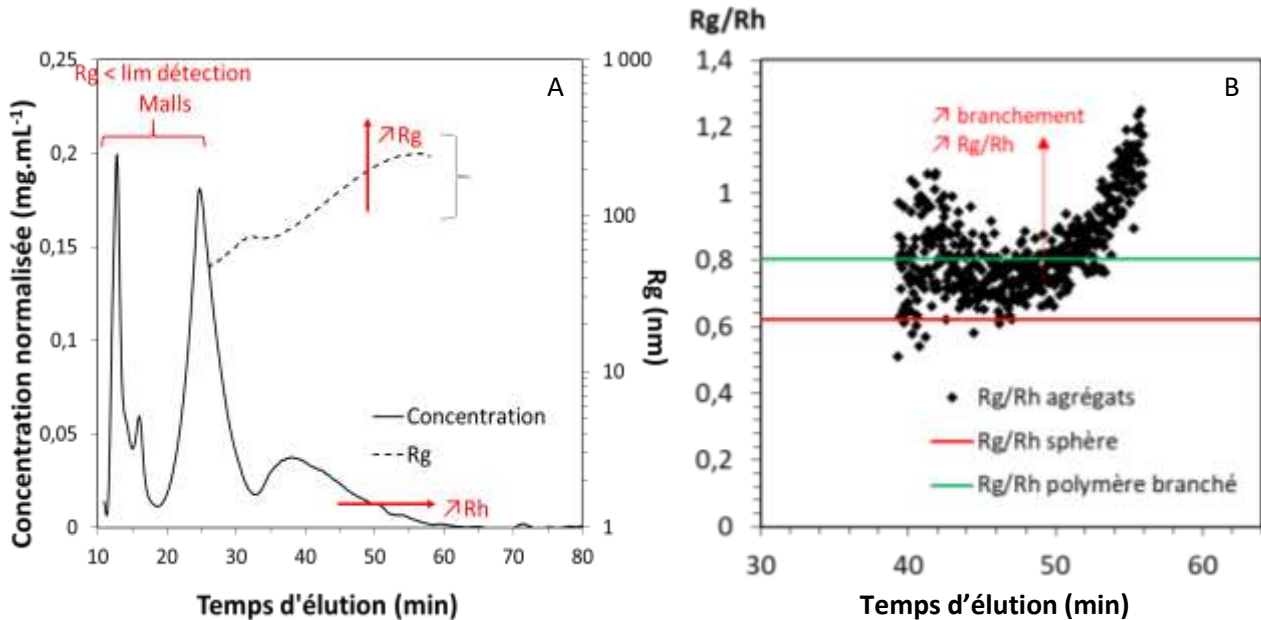 A
Concentration normalisée (mg.mL⁻¹)
0,25
0,2
0,15
0,1
0,05
0
Rg < lim détection
Malls
↗Rg
Concentration
Rg
↗Rh
1 000
100
10
1
Rg (nm)
10 20 30 40 50 60 70 80
Temps d'élution (min)
Rg/Rh
B
1,4
1,2
1
0,8
0,6
0,4
0,2
0
↗ branchement
↗ Rg/Rh
Rg/Rh agrégats
Rg/Rh sphère
Rg/Rh polymère branché
30 40 50 60
Temps d’élution (min)